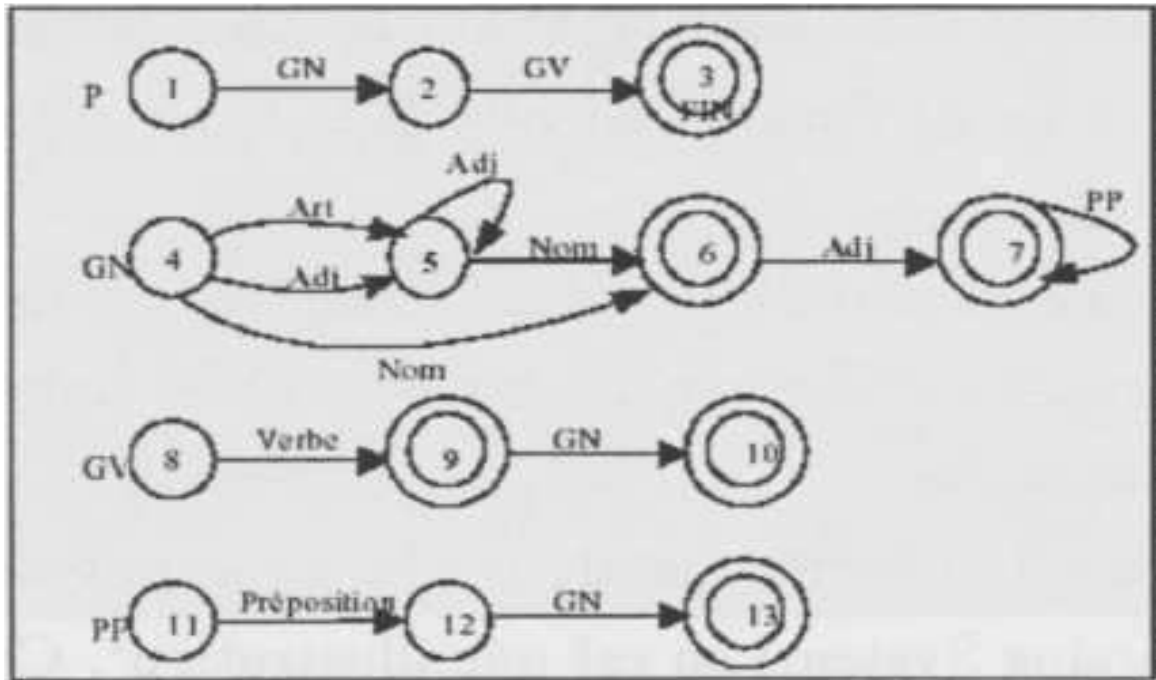 GN GV
P 1 2 3
FIN
Adj
Art Nom Adj PP
GN 4 5 6 7
Adj
Nom
Verbe GN
GV 8 9 10
Préposition GN
PP 11 12 13